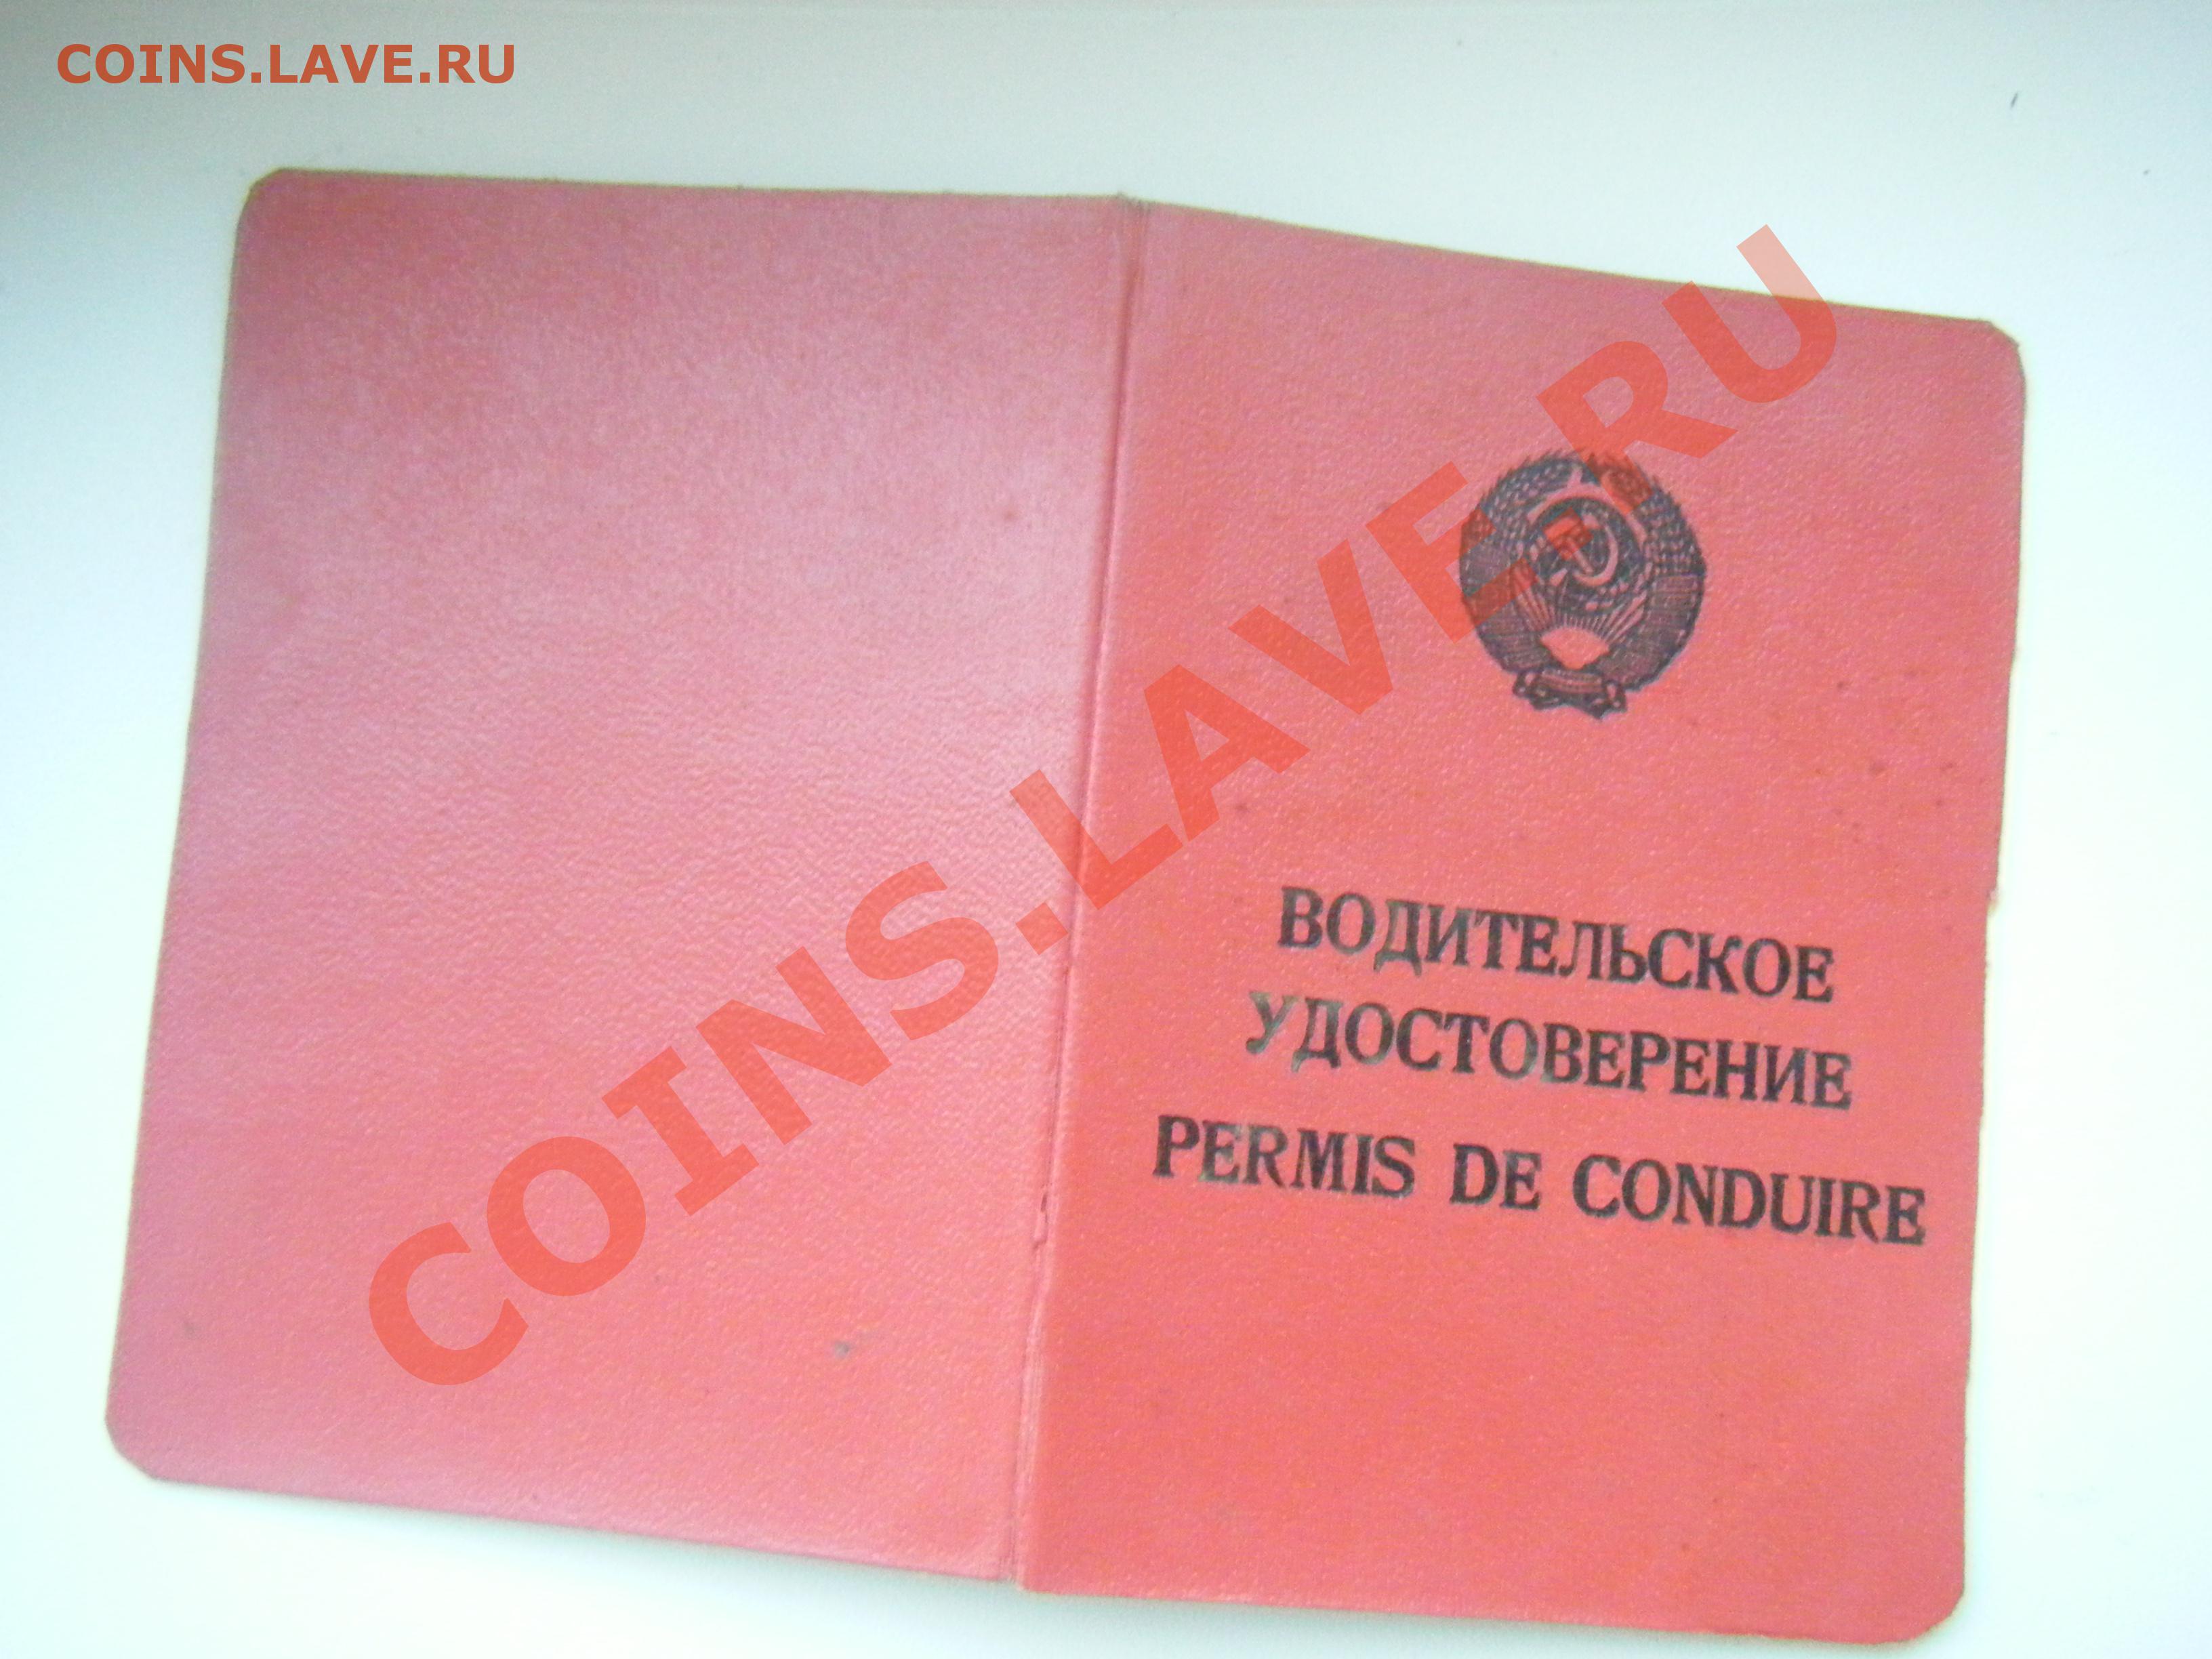 COINS.LAVE.RU
COINS.LAVE.RU
ВОДИТЕЛЬСКОЕ
УДОСТОВЕРЕНИЕ
PERMIS DE CONDUIRE